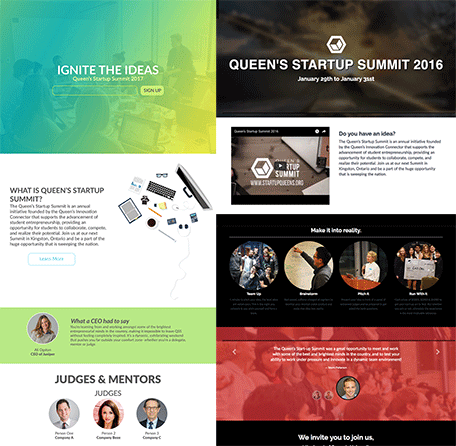 IGNITE THE IDEAS
Queen's Startup Summit 2017
SIGN UP
WHAT IS QUEEN'S STARTUP
SUMMIT?
The Queen's Startup Summit is an annual
initiative founded by the Queen's Innovation
Connector that supports the advancement
of student entrepreneurship, providing an
opportunity for students to collaborate, compete,
and realize their potential. Join us at our next
Summit in Kingston, Ontario and be a part of the
huge opportunity that is sweeping the nation.
Learn More
What a CEO had to say
CEO of Juniper
JUDGES & MENTORS
JUDGES
Person One
Company A
Person 2
Company Boss
Person 3
Company C
QUEEN'S STARTUP SUMMIT 2016
January 29th to January 31st
Queen's Startup Summit 2016
QUEEN'S
STARTUP
SUMMIT
WWW.STARTUPQUEENS.ORG
Do you have an idea?
The Queen's Startup Summit is an annual initiative founded by
the Queen's Innovation Connector that supports the
advancement of student entrepreneurship, providing an
opportunity for students to collaborate, compete, and
realize their potential. Join us at our next Summit in
Kingston, Ontario and be a part of the huge opportunity
that is sweeping the nation.
Make it into reality.
Team Up
Brainstorm
Pitch it
Run With It
"The Queen's Start-up Summit was a great opportunity to meet and work
with some of the best and brightest minds in the country, and to test your
ability to work under pressure and innovate in a dynamic team environment!
We invite you to join us,